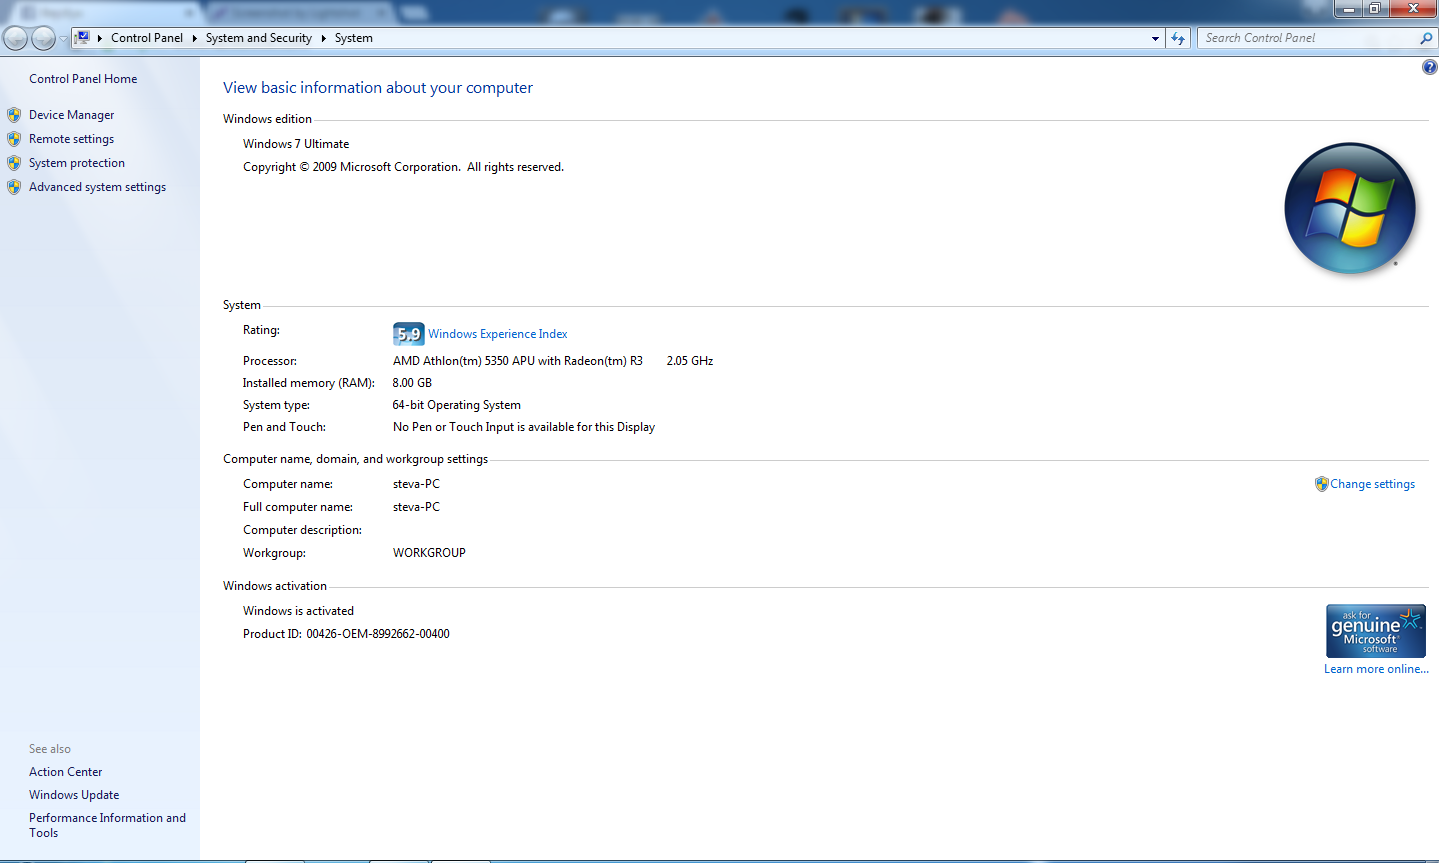 Control Panel ▸ System and Security ▸ System
Search Control Panel
Control Panel Home
Device Manager
Remote settings
System protection
Advanced system settings
View basic information about your computer
Windows edition
Windows 7 Ultimate
Copyright © 2009 Microsoft Corporation.  All rights reserved.
System
Rating: 5.9 Windows Experience Index
Processor: AMD Athlon(tm) 5350 APU with Radeon(tm) R3 2.05 GHz
Installed memory (RAM): 8.00 GB
System type: 64-bit Operating System
Pen and Touch: No Pen or Touch Input is available for this Display
Computer name, domain, and workgroup settings
Computer name: steva-PC
Change settings
Full computer name: steva-PC
Computer description:
Workgroup: WORKGROUP
Windows activation
Windows is activated
Product ID: 00426-OEM-8992662-00400
ask for
genuine
Microsoft
software
Learn more online...
See also
Action Center
Windows Update
Performance Information and
Tools